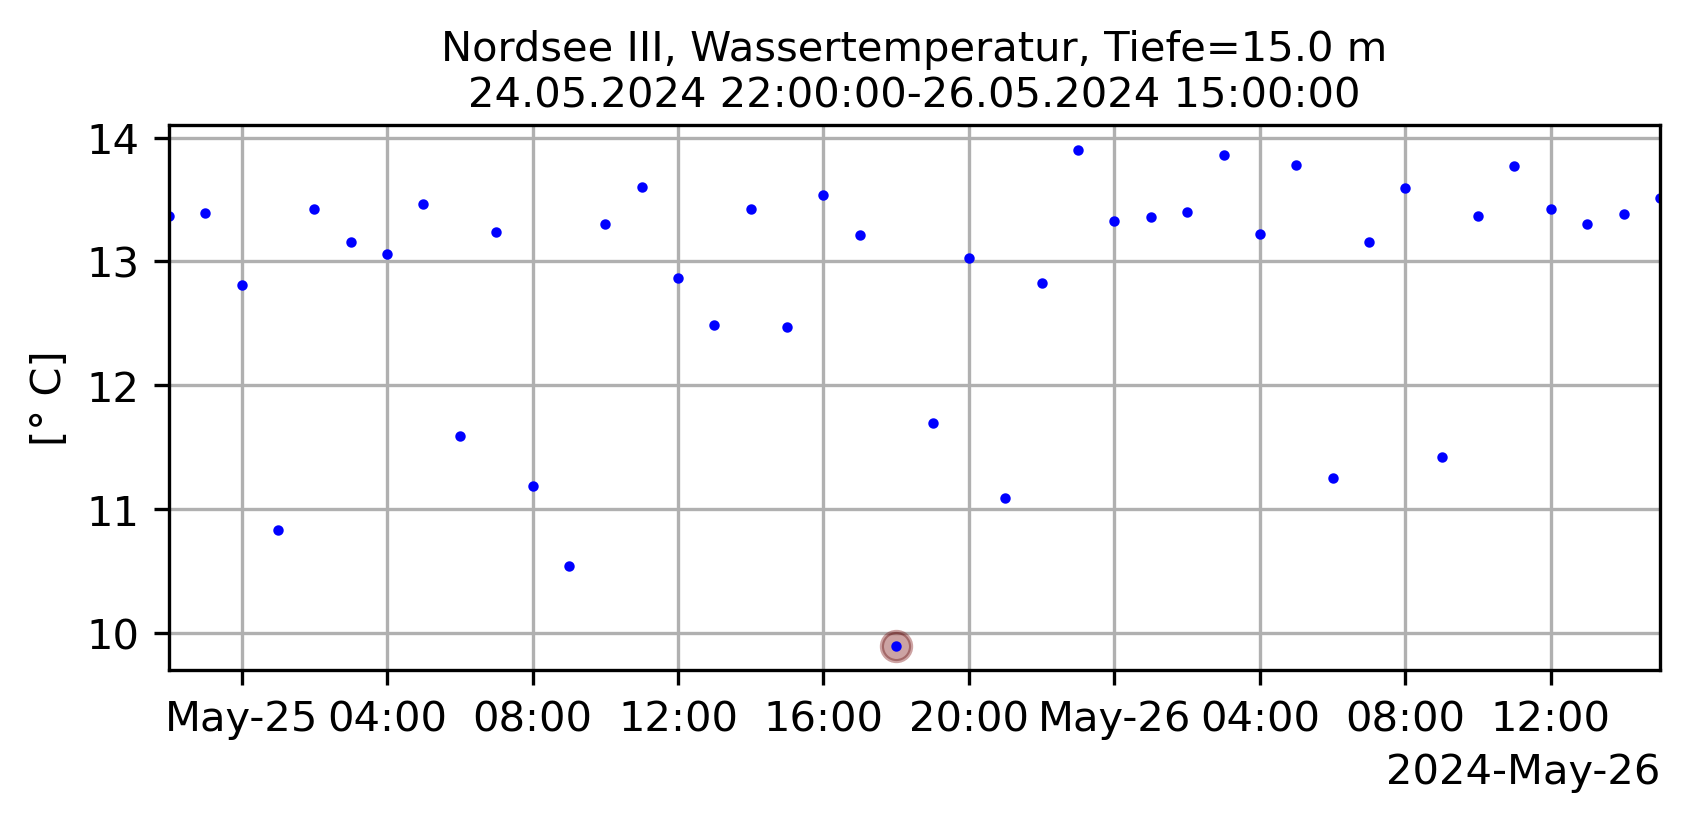 Nordsee III, Wassertemperatur, Tiefe=15.0 m
24.05.2024 22:00:00-26.05.2024 15:00:00
[° C]
14
13
12
11
10
May-25 04:00 08:00 12:00 16:00 20:00 May-26 04:00 08:00 12:00
2024-May-26